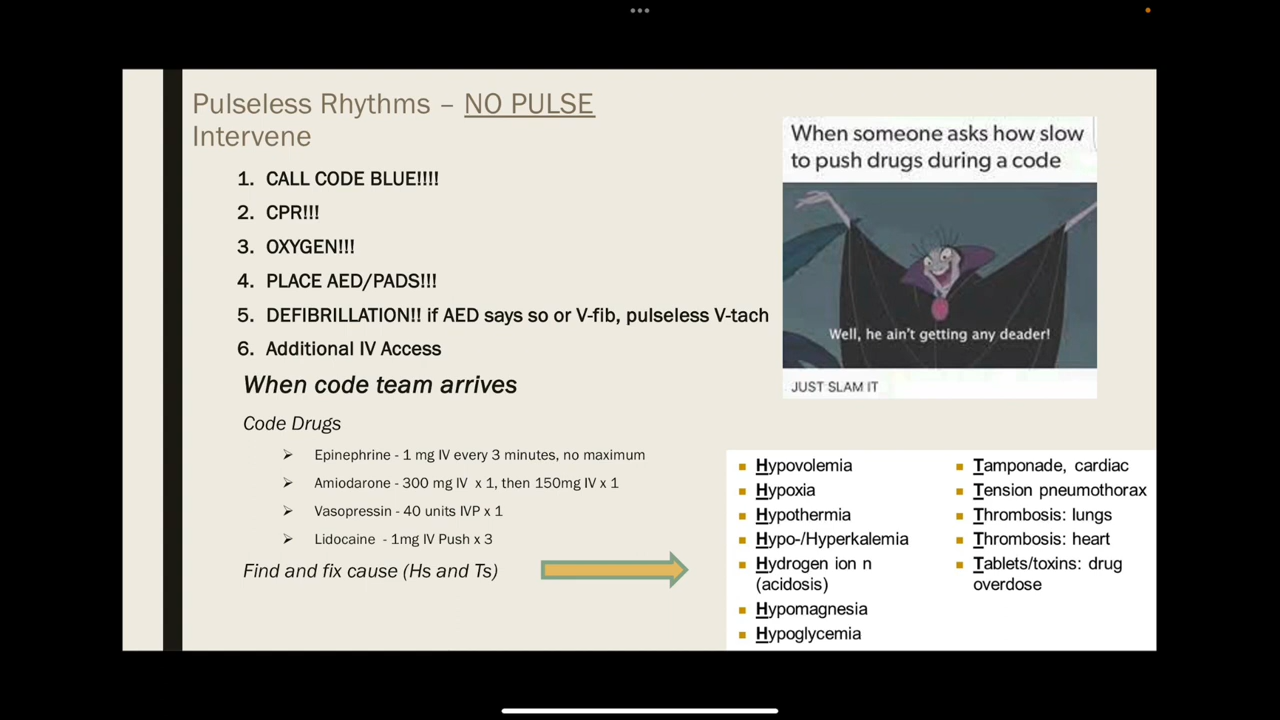 Pulseless Rhythms – NO PULSE
Intervene
1. CALL CODE BLUE!!!!
2. CPR!!!
3. OXYGEN!!!
4. PLACE AED/PADS!!!
5. DEFIBRILLATION!! if AED says so or V-fib, pulseless V-tach
6. Additional IV Access
When code team arrives
Code Drugs
Epinephrine - 1 mg IV every 3 minutes, no maximum
Amiodarone - 300 mg IV x 1, then 150mg IV x 1
Vasopressin - 40 units IVP x 1
Lidocaine - 1mg IV Push x 3
Find and fix cause (Hs and Ts)
When someone asks how slow
to push drugs during a code
Well, he ain't getting any deader!
JUST SLAM IT
Hypovolemia
Hypoxia
Hypothermia
Hypo-/Hyperkalemia
Hydrogen ion n
(acidosis)
Hypomagnesia
Hypoglycemia
Tamponade, cardiac
Tension pneumothorax
Thrombosis: lungs
Thrombosis: heart
Tablets/toxins: drug
overdose